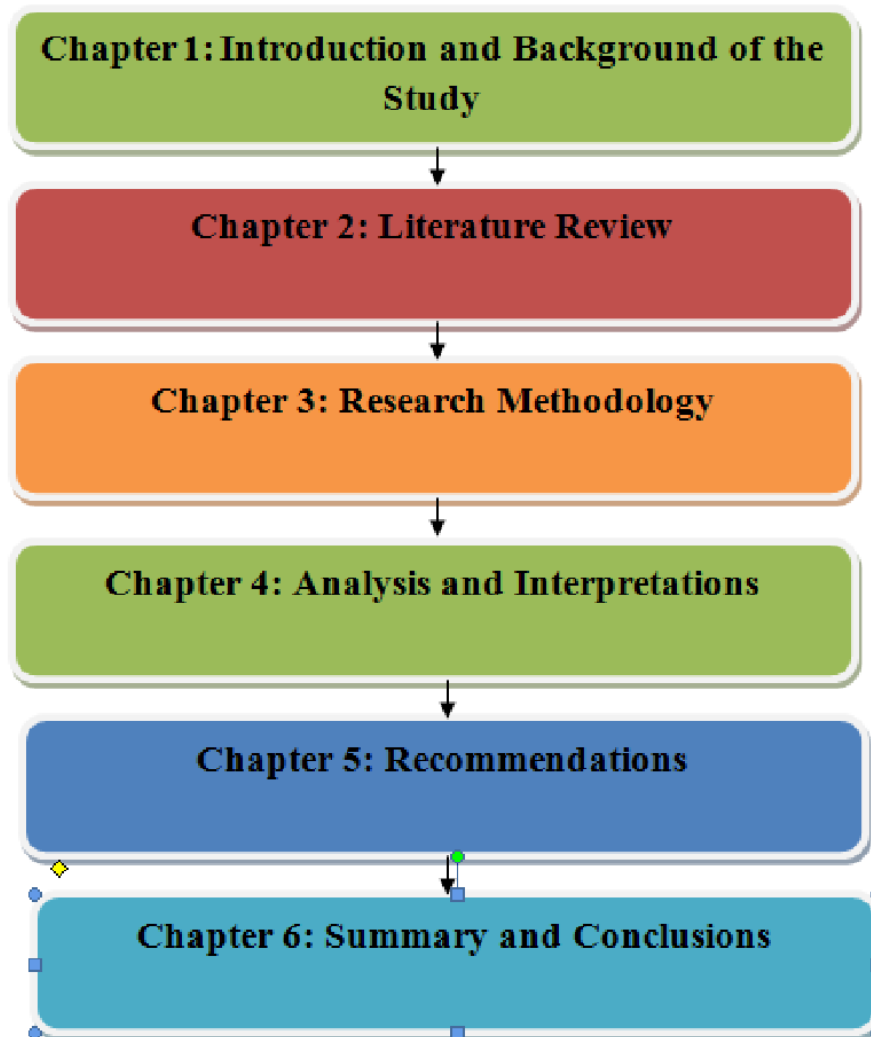 Chapter 1: Introduction and Background of the
Study
Chapter 2: Literature Review
Chapter 3: Research Methodology
Chapter 4: Analysis and Interpretations
Chapter 5: Recommendations
Chapter 6: Summary and Conclusions